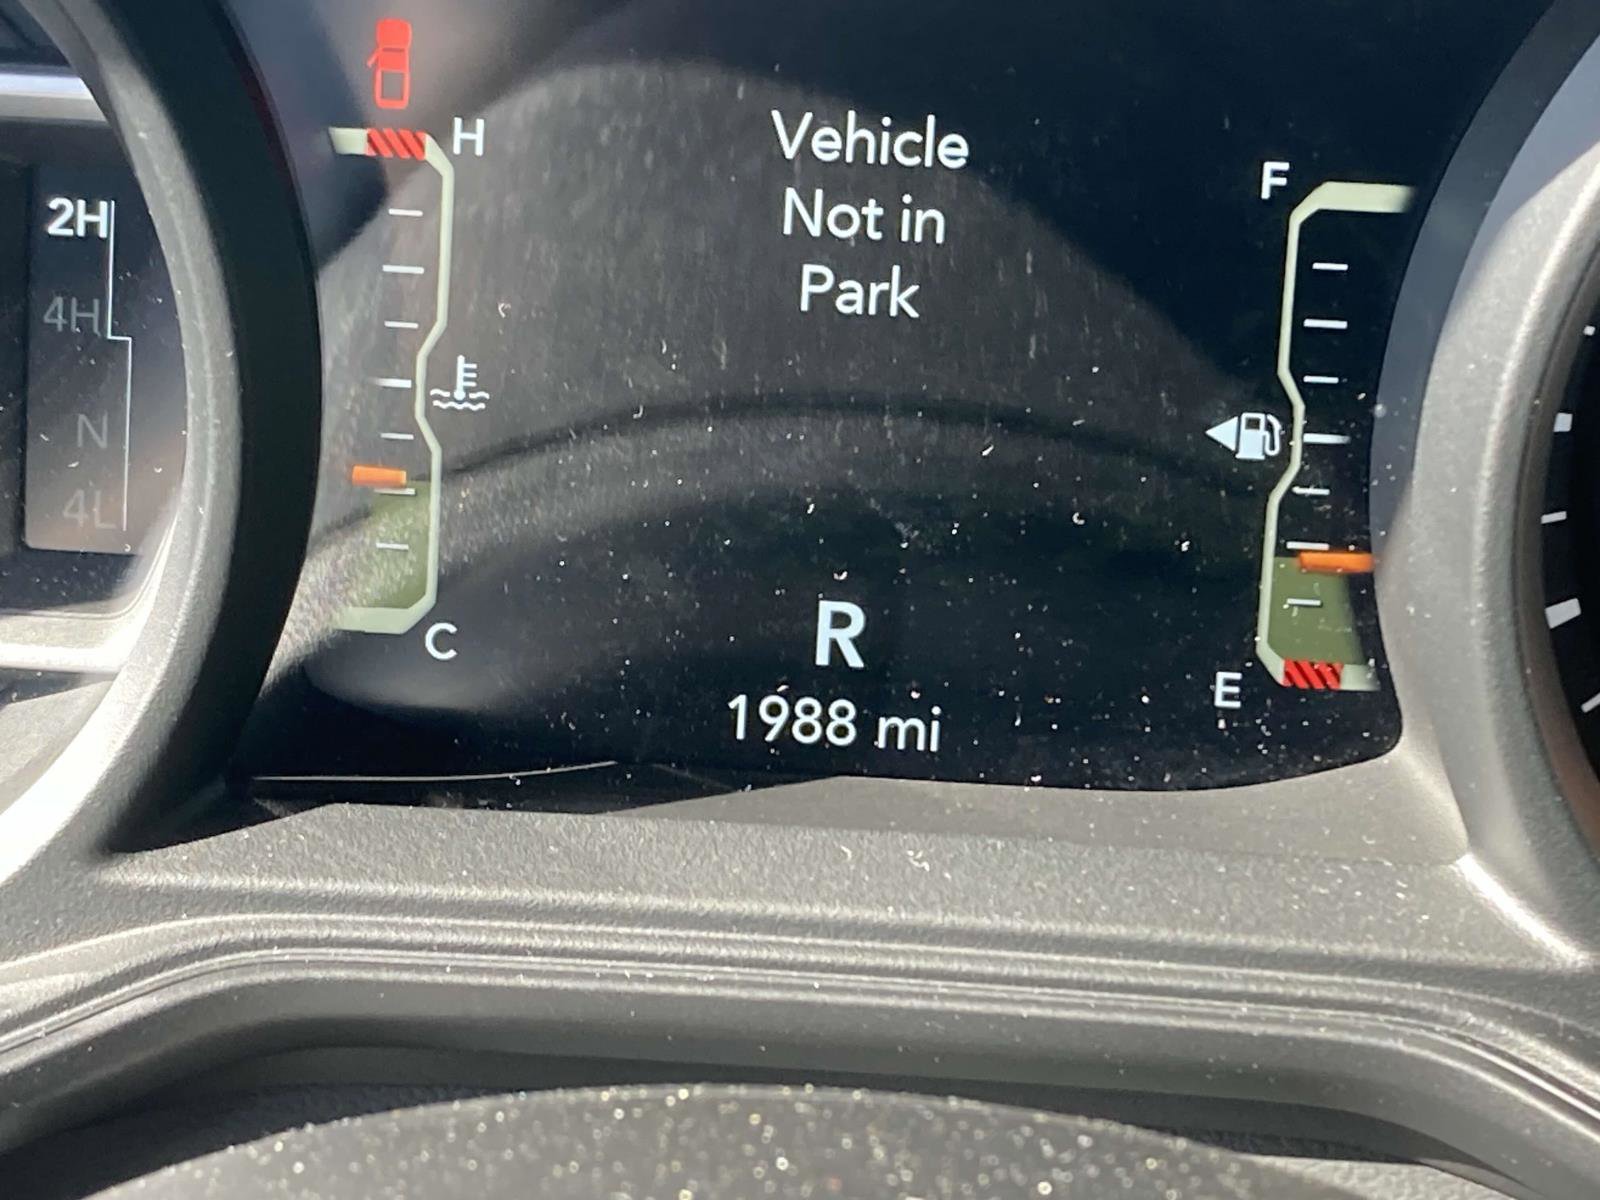 H
Vehicle
Not in
Park
F
2H
4H
N
4L
C
R
E
1988 mi